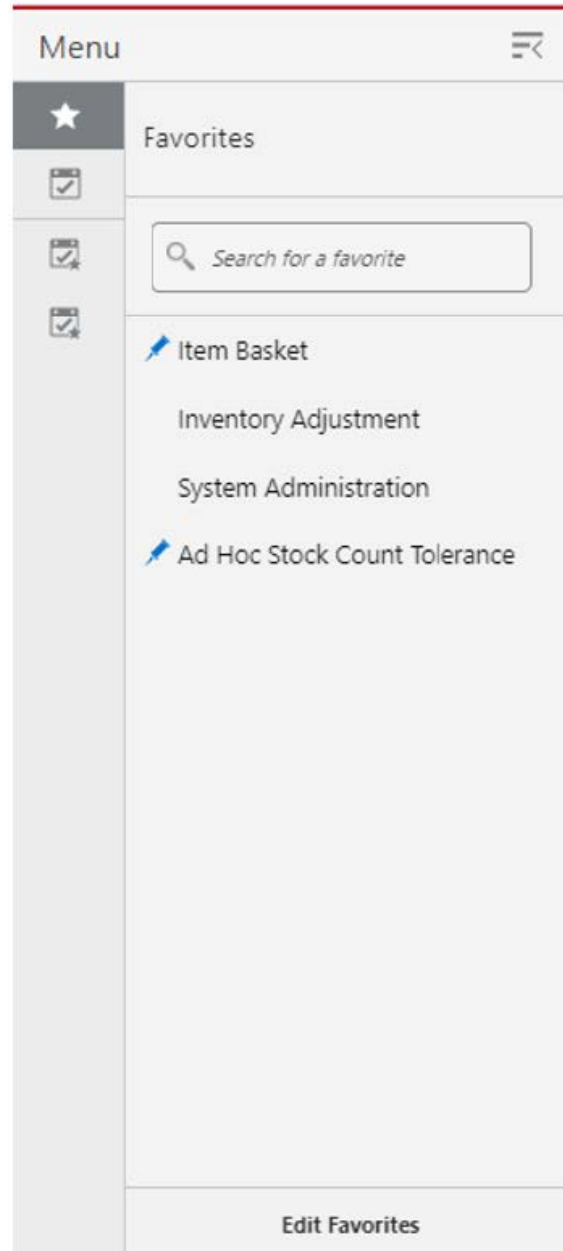 Menu
Favorites
Search for a favorite
Item Basket
Inventory Adjustment
System Administration
Ad Hoc Stock Count Tolerance
Edit Favorites